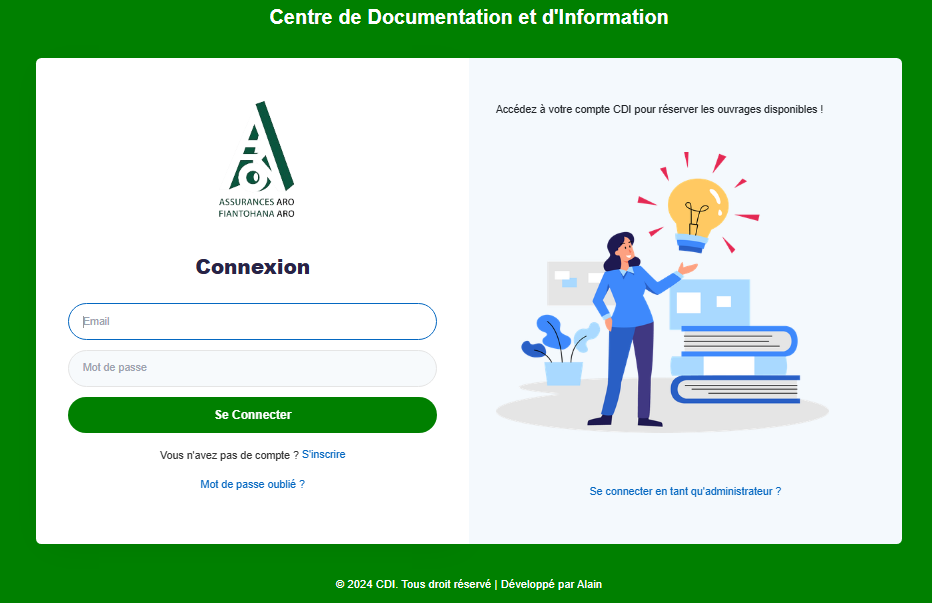 Centre de Documentation et d'Information
ASSURANCES ARO
FIANTOHANA ARO
Connexion
Email
Mot de passe
Se Connecter
Vous n'avez pas de compte ? S'inscrire
Mot de passe oublié ?
Accédez à votre compte CDI pour réserver les ouvrages disponibles !
Se connecter en tant qu'administrateur ?
© 2024 CDI. Tous droit réservé | Développé par Alain